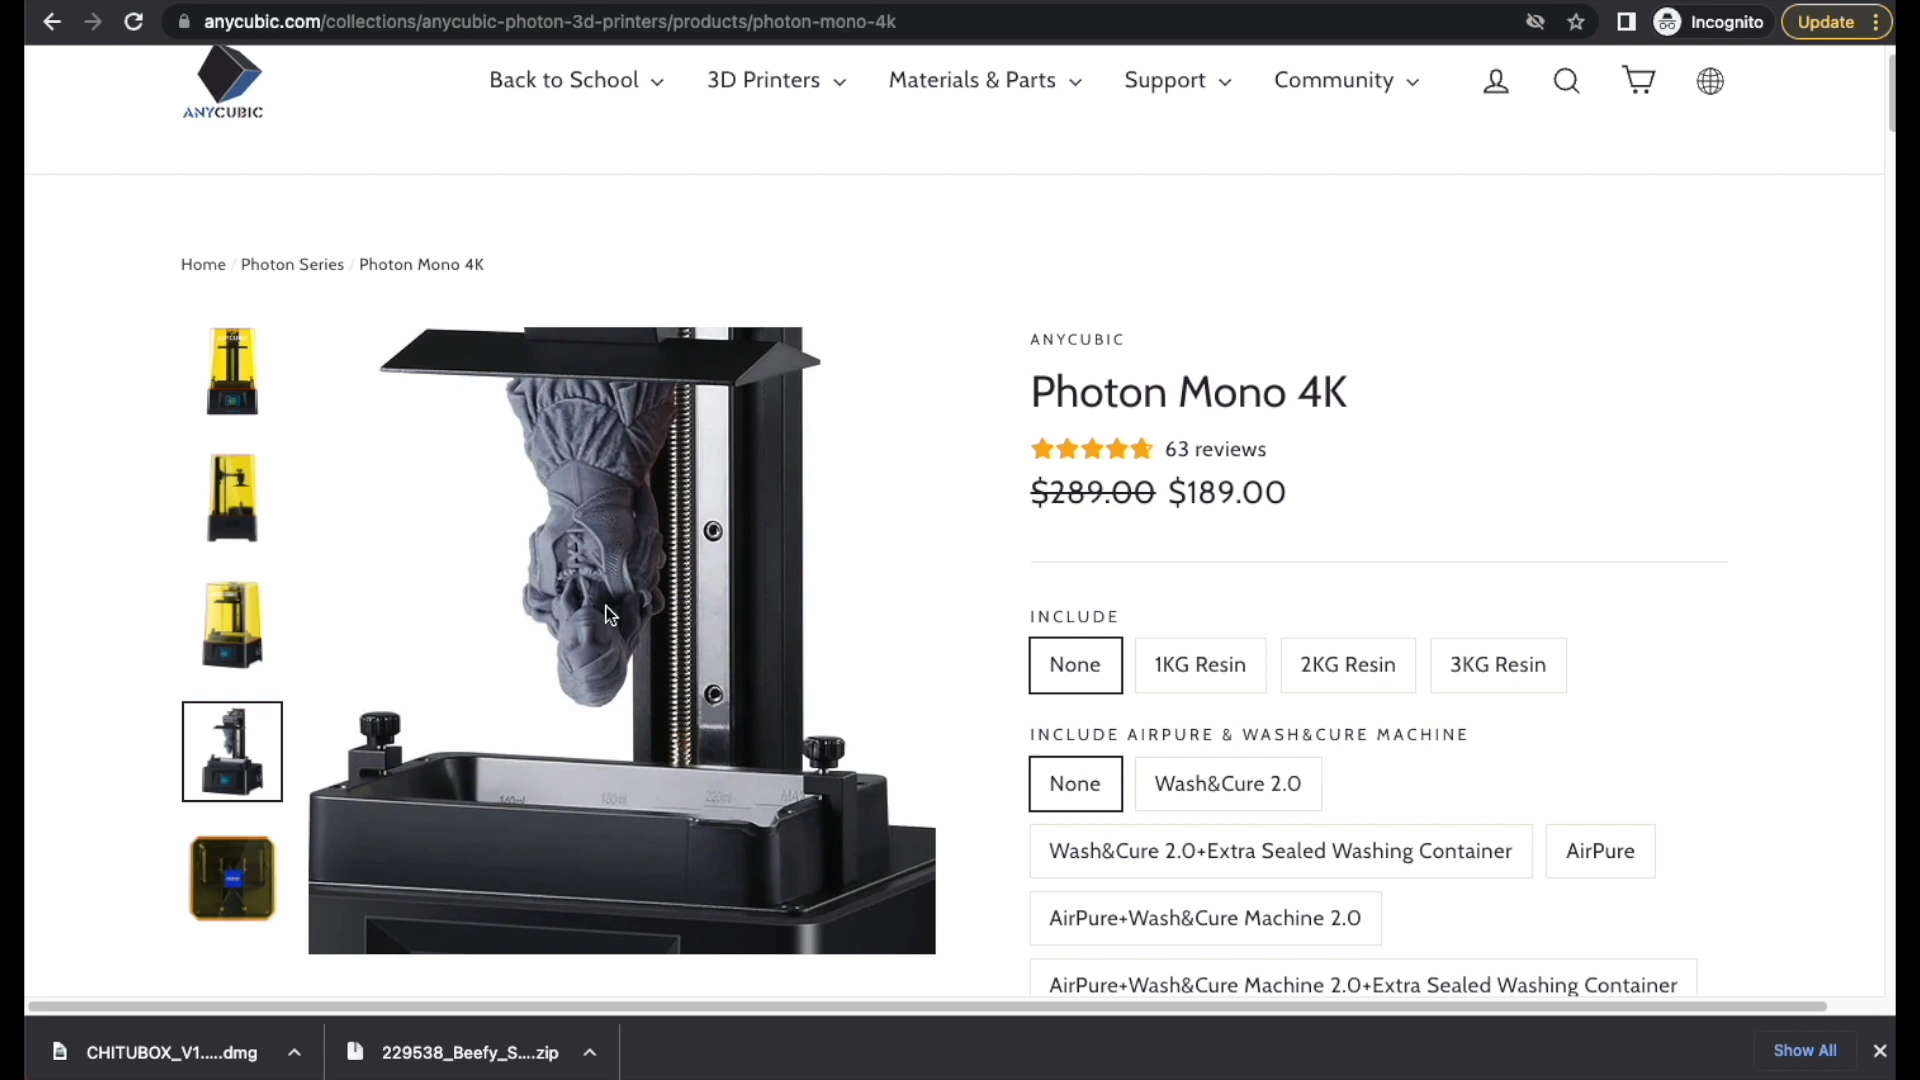 anycubic.com/collections/anycubic-photon-3d-printers/products/photon-mono-4k
Incognito
Update
ANYCUBIC
Back to School
3D Printers
Materials & Parts
Support
Community
Home / Photon Series / Photon Mono 4K
ANYCUBIC
Photon Mono 4K
63 reviews
$289.00 $189.00
INCLUDE
None
1KG Resin
2KG Resin
3KG Resin
INCLUDE AIRPURE & WASH&CURE MACHINE
None
Wash&Cure 2.0
Wash&Cure 2.0+Extra Sealed Washing Container
AirPure
AirPure+Wash&Cure Machine 2.0
AirPure+Wash&Cure Machine 2.0+Extra Sealed Washing Container
180ml
220ml
MAX
CHITUBOX_V1.....dmg
229538_Beefy_S....zip
Show All